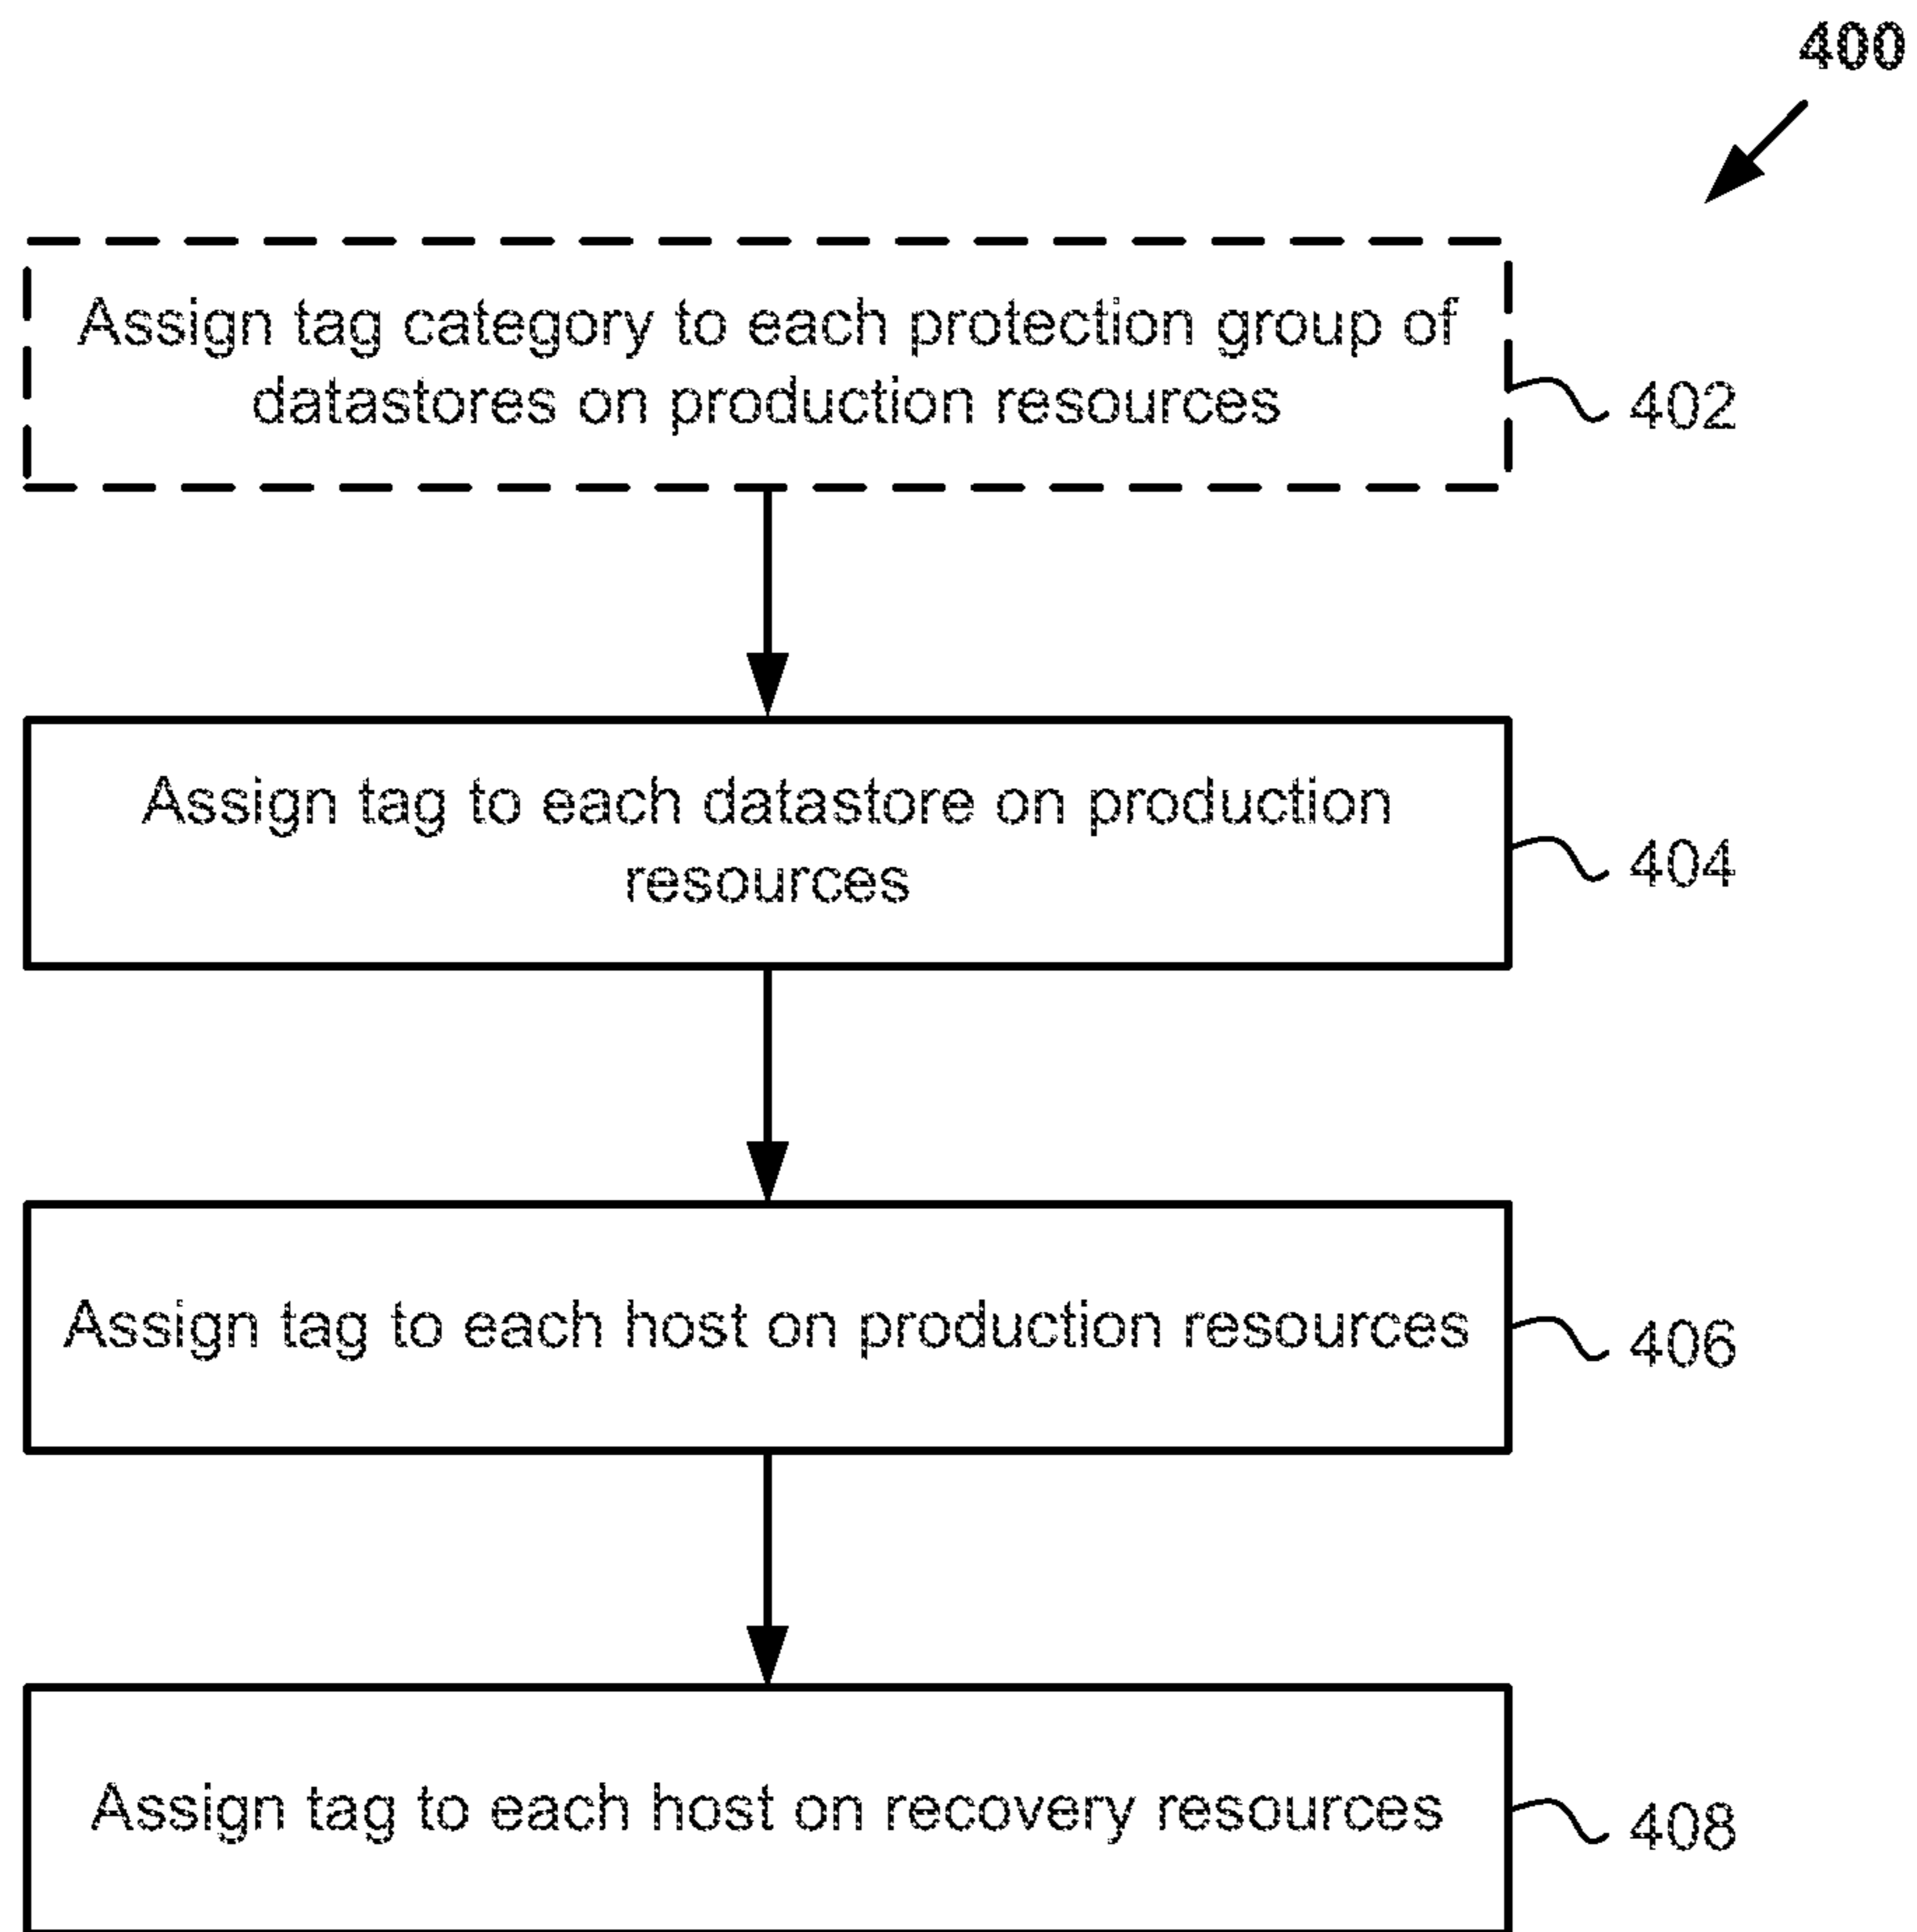 400
Assign tag category to each protection group of
datastores on production resources
402
Assign tag to each datastore on production
resources
404
Assign tag to each host on production resources
406
Assign tag to each host on recovery resources
408